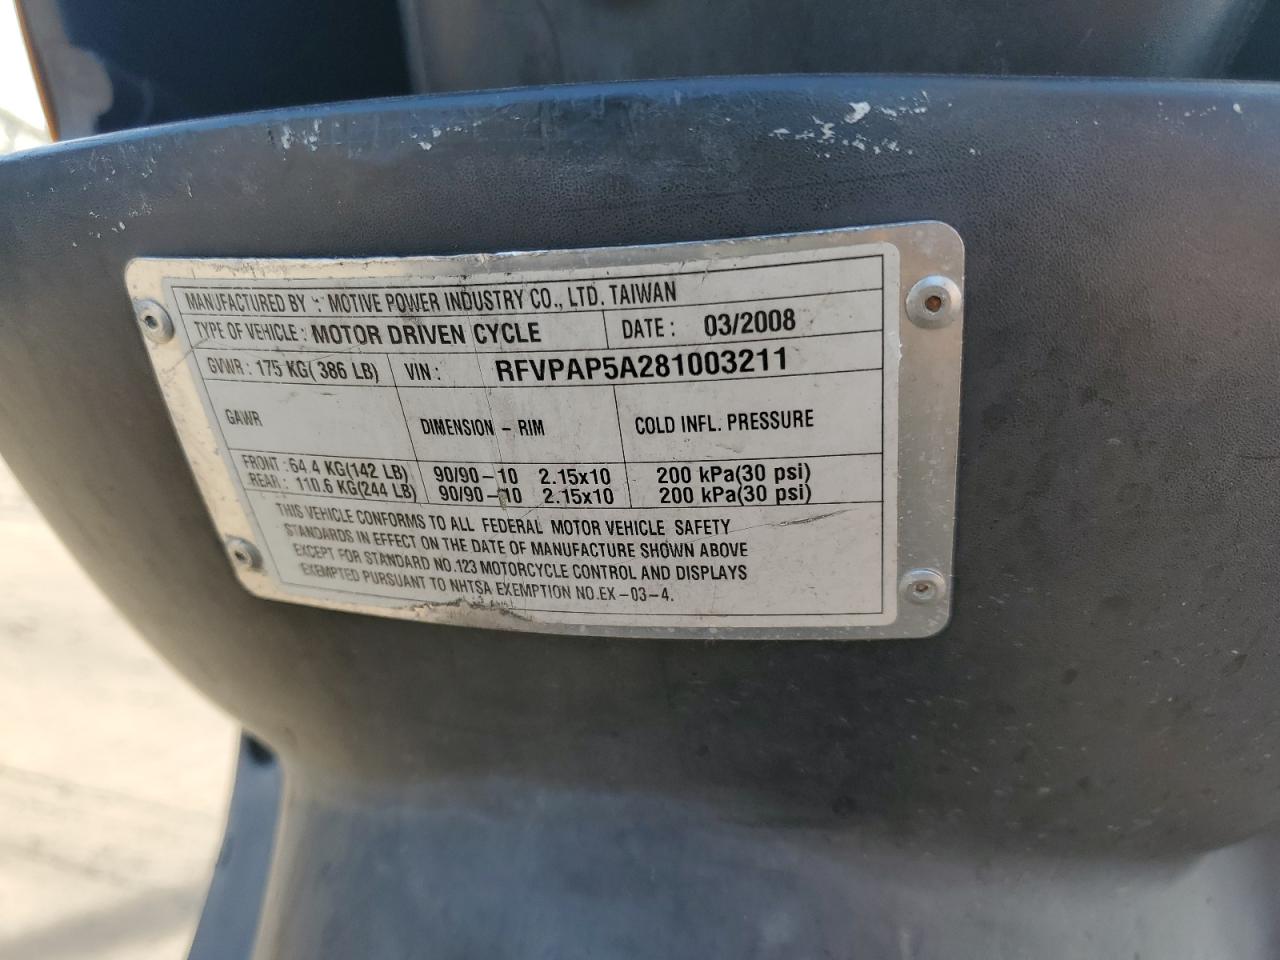 MANUFACTURED BY : MOTIVE POWER INDUSTRY CO., LTD. TAIWAN
TYPE OF VEHICLE : MOTOR DRIVEN CYCLE DATE : 03/2008
GVWR : 175 KG( 386 LB) VIN : RFVPAP5A281003211
GAWR DIMENSION - RIM COLD INFL. PRESSURE
FRONT : 64.4 KG(142 LB) 90/90-10 2.15x10 200 kPa(30 psi)
REAR : 110.6 KG(244 LB) 90/90-10 2.15x10 200 kPa(30 psi)
THIS VEHICLE CONFORMS TO ALL FEDERAL MOTOR VEHICLE SAFETY
STANDARDS IN EFFECT ON THE DATE OF MANUFACTURE SHOWN ABOVE
EXCEPT FOR STANDARD NO.123 MOTORCYCLE CONTROL AND DISPLAYS
EXEMPTED PURSUANT TO NHTSA EXEMPTION NO.EX-03-4.